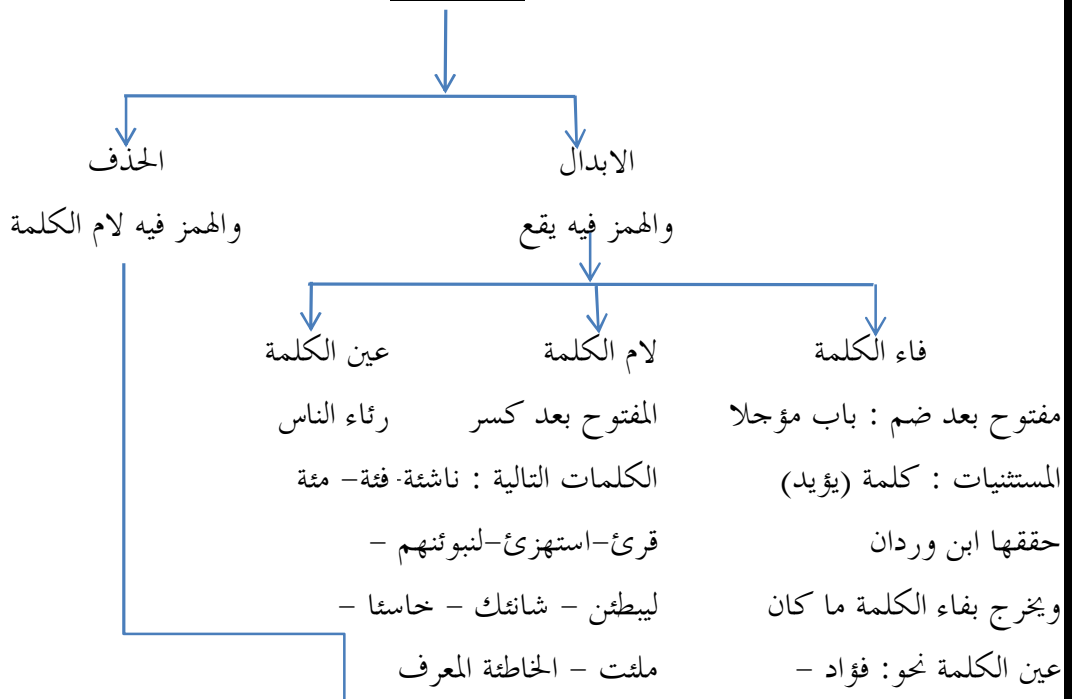 الابدال
الحذف
والهمز فيه يقع
والهمز فيه لام الكلمة
فاء الكلمة
لام الكلمة
عين الكلمة
مفتوح بعد ضم : باب مؤجلا
المفتوح بعد كسر
رئاء الناس
المستثنيات : كلمة (يؤيد)
الكلمات التالية : ناشئة- فئة– مئة
حققها ابن وردان
قرئ–استهزئ–لنبوئنهم –
ويخرج بفاء الكلمة ما كان
ليبطئن – شانئك – خاسئا –
عين الكلمة نحو: فؤاد –
ملئت – الخاطئة المعرف